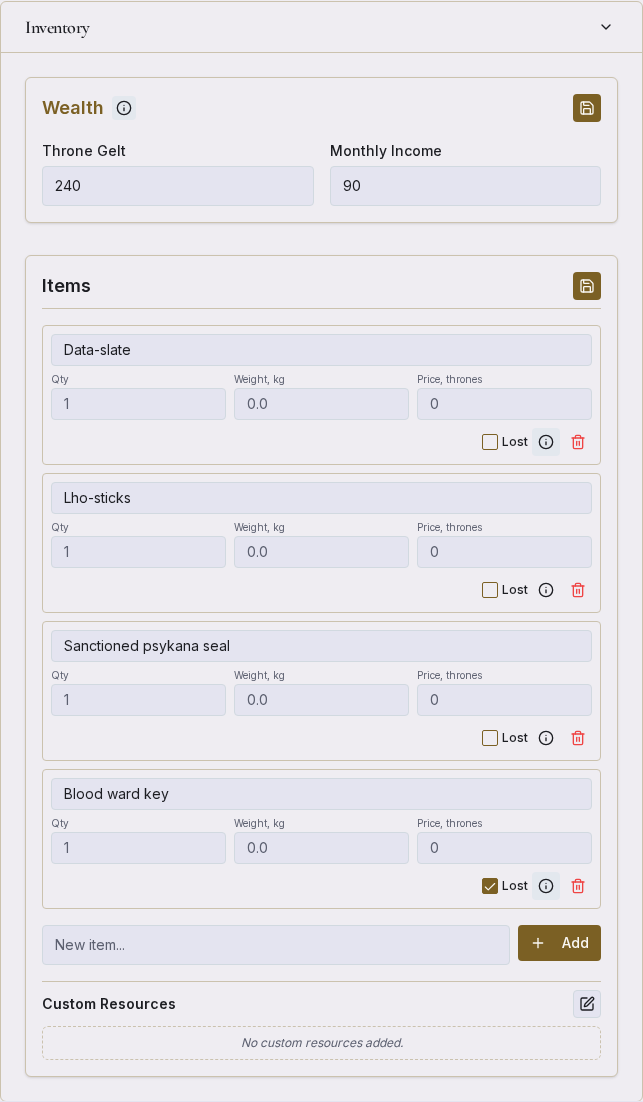 Inventory
Wealth
Throne Gelt Monthly Income
240 90
Items
Data-slate
Qty Weight, kg Price, thrones
1 0.0 0
Lost
Lho-sticks
Qty Weight, kg Price, thrones
1 0.0 0
Lost
Sanctioned psykana seal
Qty Weight, kg Price, thrones
1 0.0 0
Lost
Blood ward key
Qty Weight, kg Price, thrones
1 0.0 0
Lost
New item... Add
Custom Resources
No custom resources added.